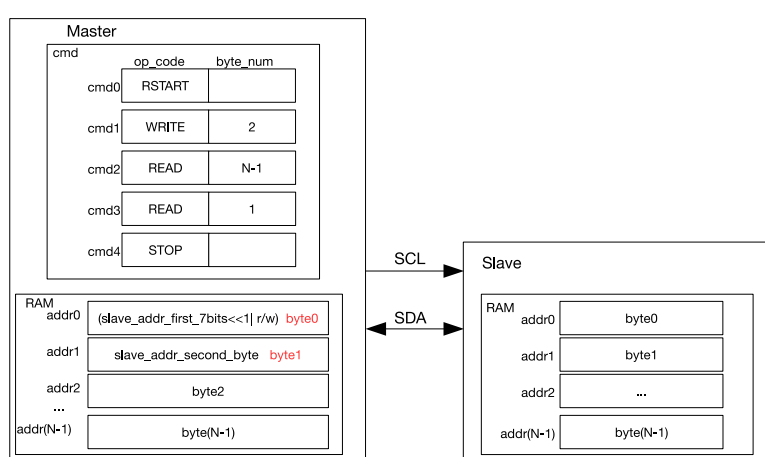 Master
cmd
op_code byte_num
cmd0 RSTART
cmd1 WRITE 2
cmd2 READ N-1
cmd3 READ 1
cmd4 STOP
SCL
SDA
RAM
addr0 (slave_addr_first_7bits<<1| r/w) byte0
addr1 slave_addr_second_byte byte1
addr2 byte2
...
addr(N-1) byte(N-1)
Slave
RAM
addr0 byte0
addr1 byte1
addr2 ...
addr(N-1) byte(N-1)